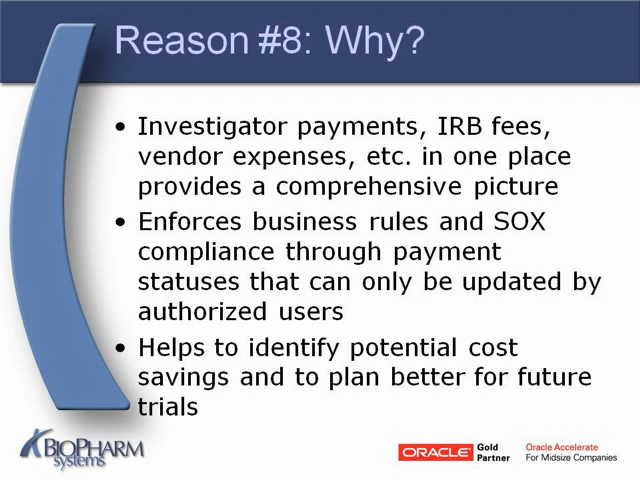 Reason #8: Why?
• Investigator payments, IRB fees,
vendor expenses, etc. in one place
provides a comprehensive picture
• Enforces business rules and SOX
compliance through payment
statuses that can only be updated by
authorized users
• Helps to identify potential cost
savings and to plan better for future
trials
BIOPHARM
systems
ORACLE
Gold
Partner
Oracle Accelerate
For Midsize Companies